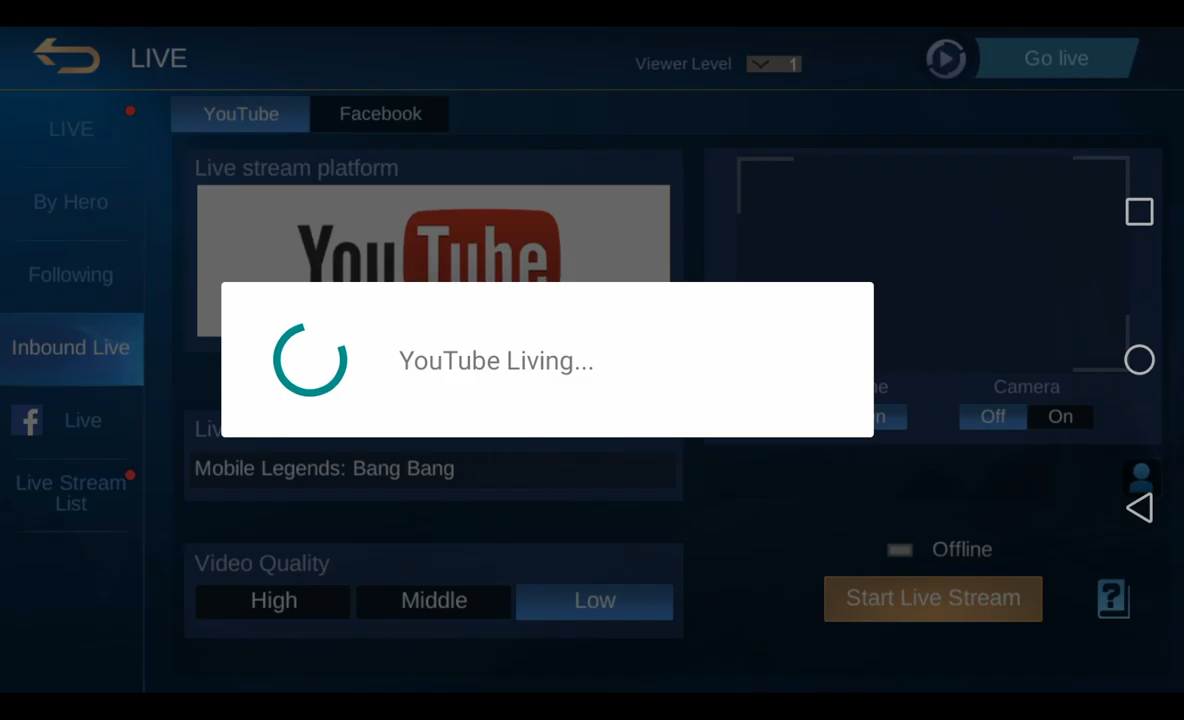 LIVE
Viewer Level
1
Go live
LIVE
YouTube
Facebook
Live stream platform
By Hero
YouTube
Following
Inbound Live
YouTube Living...
Camera
Off
On
Live
Mobile Legends: Bang Bang
Live Stream
List
Offline
Video Quality
High
Middle
Low
Start Live Stream